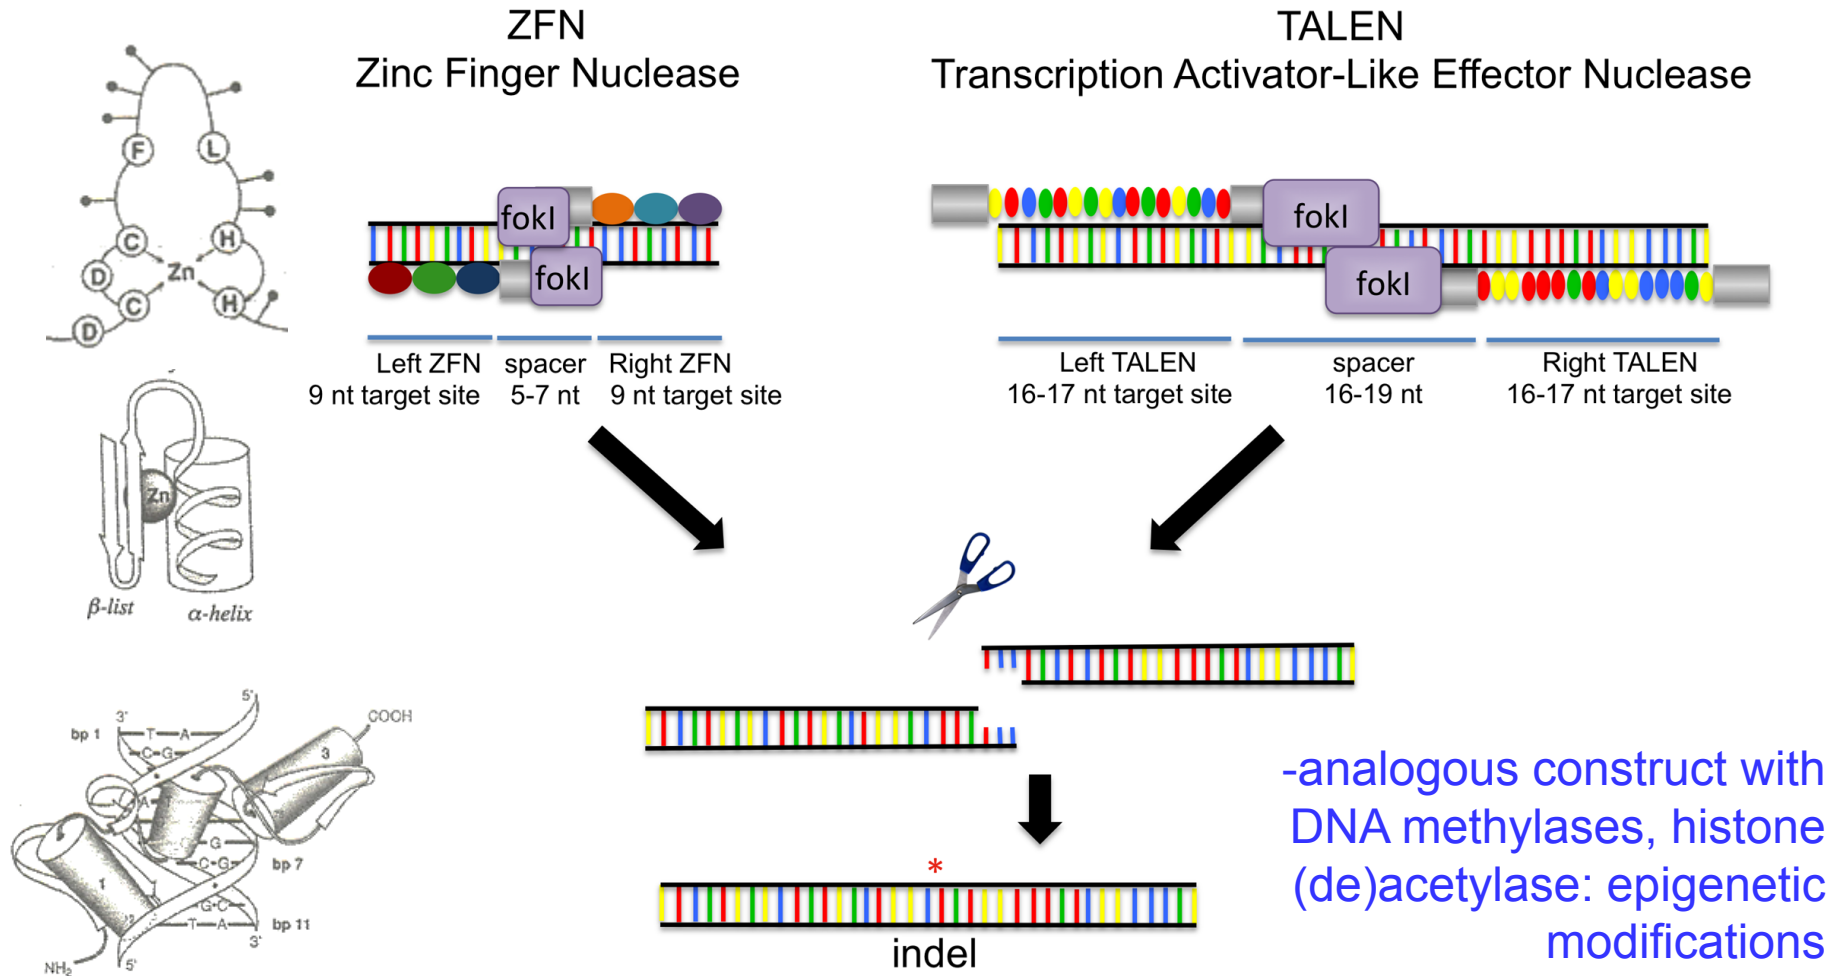 ZFN
Zinc Finger Nuclease
TALEN
Transcription Activator-Like Effector Nuclease
F
L
C
H
D
Zn
C
H
D
fokI
fokI
Left ZFN
9 nt target site
spacer
5-7 nt
Right ZFN
9 nt target site
fokI
fokI
Left TALEN
16-17 nt target site
spacer
16-19 nt
Right TALEN
16-17 nt target site
Zn
β-list
α-helix
5'
3'
COOH
bp 1
T A
C G
3
A
G
C G
bp 7
1
2
G C
T A
bp 11
3'
NH2
5'
*
indel
-analogous construct with
DNA methylases, histone
(de)acetylase: epigenetic
modifications